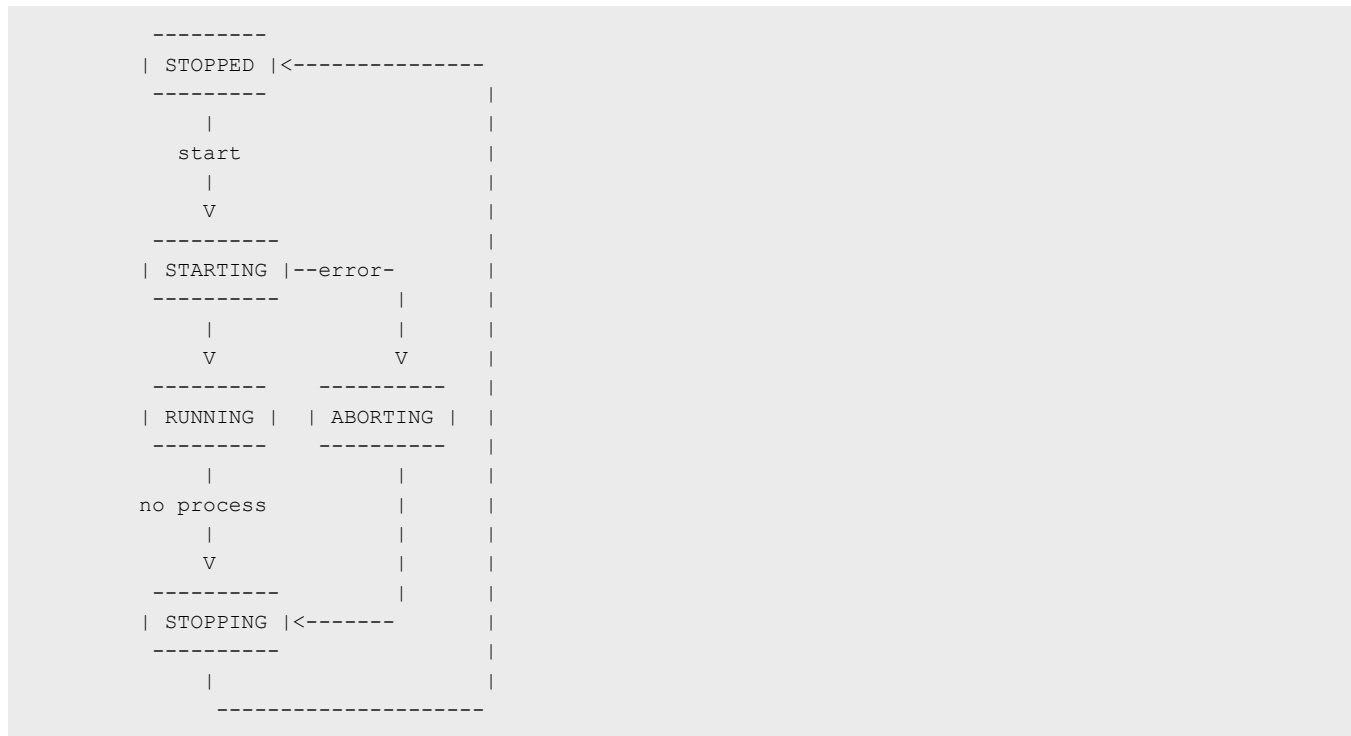 ---------
| STOPPED |<---------------
 ---------                 |
     |                     |
   start                   |
     |                     |
     V                     |
 ----------                |
| STARTING |--error-       |
 ----------         |      |
     |              |      |
     V              V      |
 ---------    ----------   |
| RUNNING |  | ABORTING |  |
 ---------    ----------   |
     |              |      |
no process          |      |
     |              |      |
     V              |      |
 ----------         |      |
| STOPPING |<-------       |
 ----------                |
     |                     |
      ---------------------